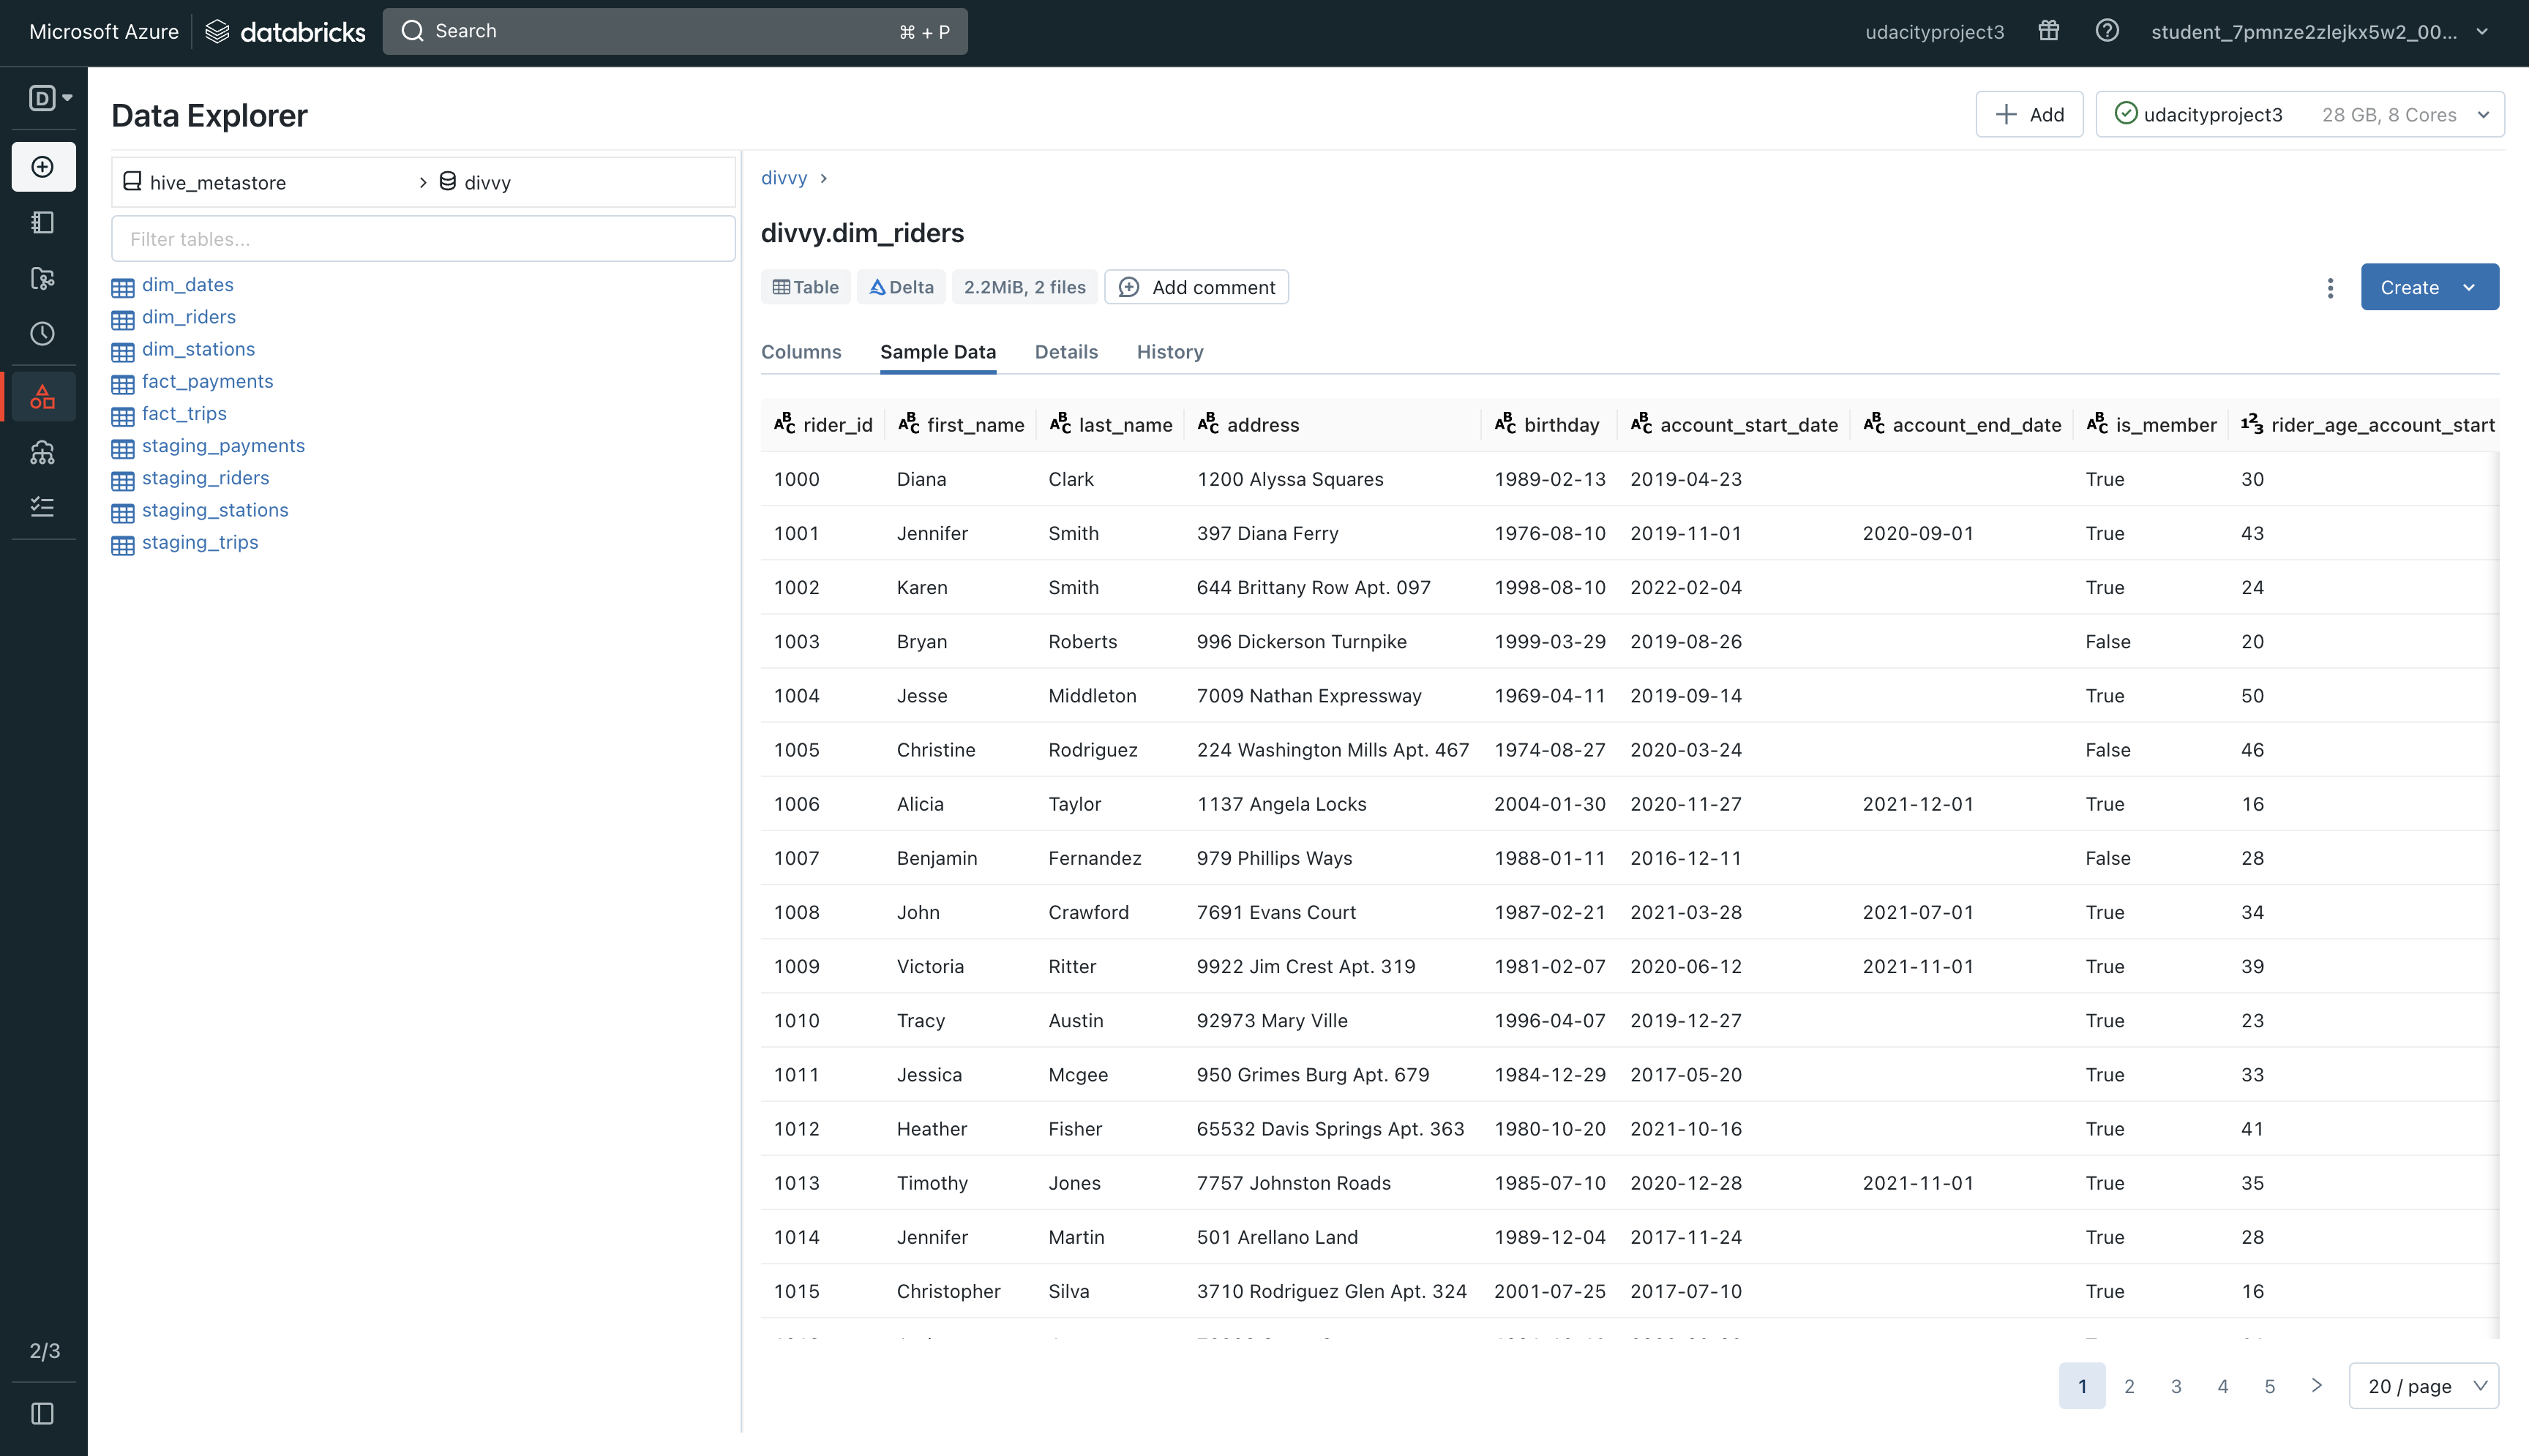 Microsoft Azure databricks Search ⌘ + P udacityproject3 student_7pmnze2zlejkx5w2_00...
D
Data Explorer
Add
udacityproject3 28 GB, 8 Cores
hive_metastore > divvy
Filter tables...
dim_dates
dim_riders
dim_stations
fact_payments
fact_trips
staging_payments
staging_riders
staging_stations
staging_trips
2/3
divvy >
divvy.dim_riders
Table Delta 2.2MiB, 2 files Add comment
Create
Columns Sample Data Details History
rider_id first_name last_name address birthday account_start_date account_end_date is_member rider_age_account_start
1000 Diana Clark 1200 Alyssa Squares 1989-02-13 2019-04-23 True 30
1001 Jennifer Smith 397 Diana Ferry 1976-08-10 2019-11-01 2020-09-01 True 43
1002 Karen Smith 644 Brittany Row Apt. 097 1998-08-10 2022-02-04 True 24
1003 Bryan Roberts 996 Dickerson Turnpike 1999-03-29 2019-08-26 False 20
1004 Jesse Middleton 7009 Nathan Expressway 1969-04-11 2019-09-14 True 50
1005 Christine Rodriguez 224 Washington Mills Apt. 467 1974-08-27 2020-03-24 False 46
1006 Alicia Taylor 1137 Angela Locks 2004-01-30 2020-11-27 2021-12-01 True 16
1007 Benjamin Fernandez 979 Phillips Ways 1988-01-11 2016-12-11 False 28
1008 John Crawford 7691 Evans Court 1987-02-21 2021-03-28 2021-07-01 True 34
1009 Victoria Ritter 9922 Jim Crest Apt. 319 1981-02-07 2020-06-12 2021-11-01 True 39
1010 Tracy Austin 92973 Mary Ville 1996-04-07 2019-12-27 True 23
1011 Jessica Mcgee 950 Grimes Burg Apt. 679 1984-12-29 2017-05-20 True 33
1012 Heather Fisher 65532 Davis Springs Apt. 363 1980-10-20 2021-10-16 True 41
1013 Timothy Jones 7757 Johnston Roads 1985-07-10 2020-12-28 2021-11-01 True 35
1014 Jennifer Martin 501 Arellano Land 1989-12-04 2017-11-24 True 28
1015 Christopher Silva 3710 Rodriguez Glen Apt. 324 2001-07-25 2017-07-10 True 16
1 2 3 4 5 > 20 / page